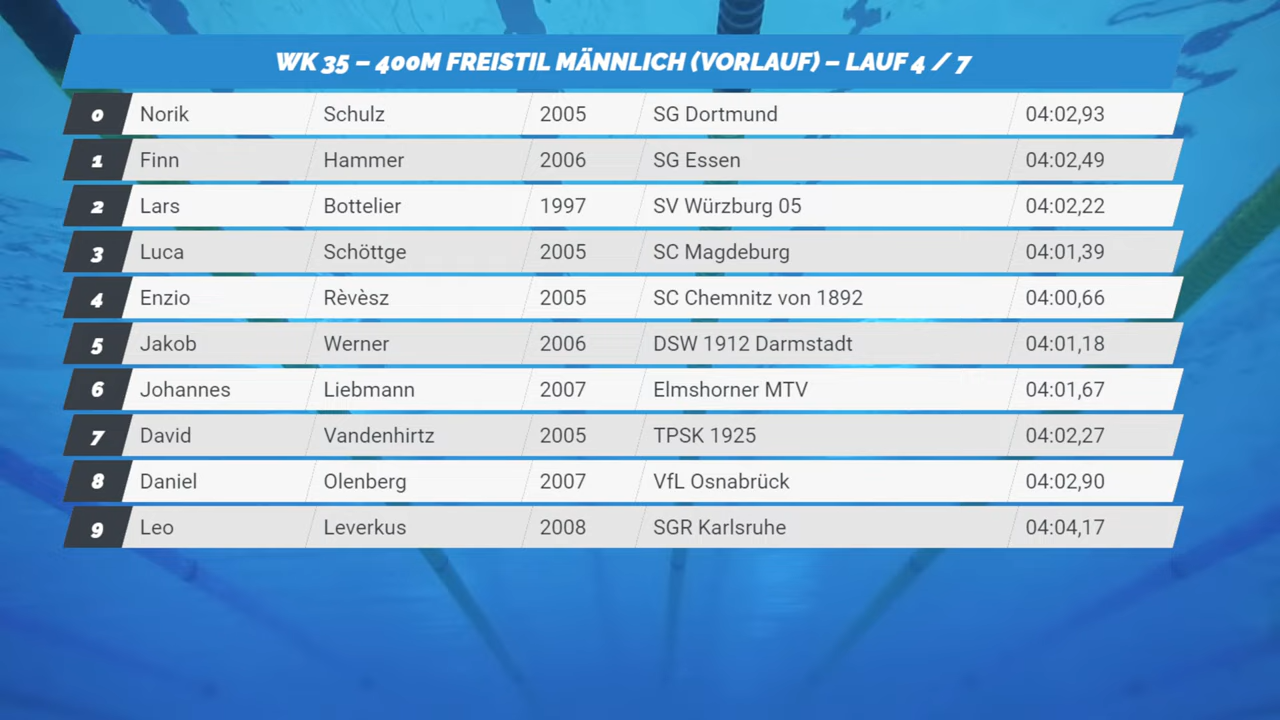 WK 35 – 400M FREISTIL MÄNNLICH (VORLAUF) – LAUF 4 / 7
0 Norik Schulz 2005 SG Dortmund 04:02,93
1 Finn Hammer 2006 SG Essen 04:02,49
2 Lars Bottelier 1997 SV Würzburg 05 04:02,22
3 Luca Schöttge 2005 SC Magdeburg 04:01,39
4 Enzio Rèvèsz 2005 SC Chemnitz von 1892 04:00,66
5 Jakob Werner 2006 DSW 1912 Darmstadt 04:01,18
6 Johannes Liebmann 2007 Elmshorner MTV 04:01,67
7 David Vandenhirtz 2005 TPSK 1925 04:02,27
8 Daniel Olenberg 2007 VfL Osnabrück 04:02,90
9 Leo Leverkus 2008 SGR Karlsruhe 04:04,17